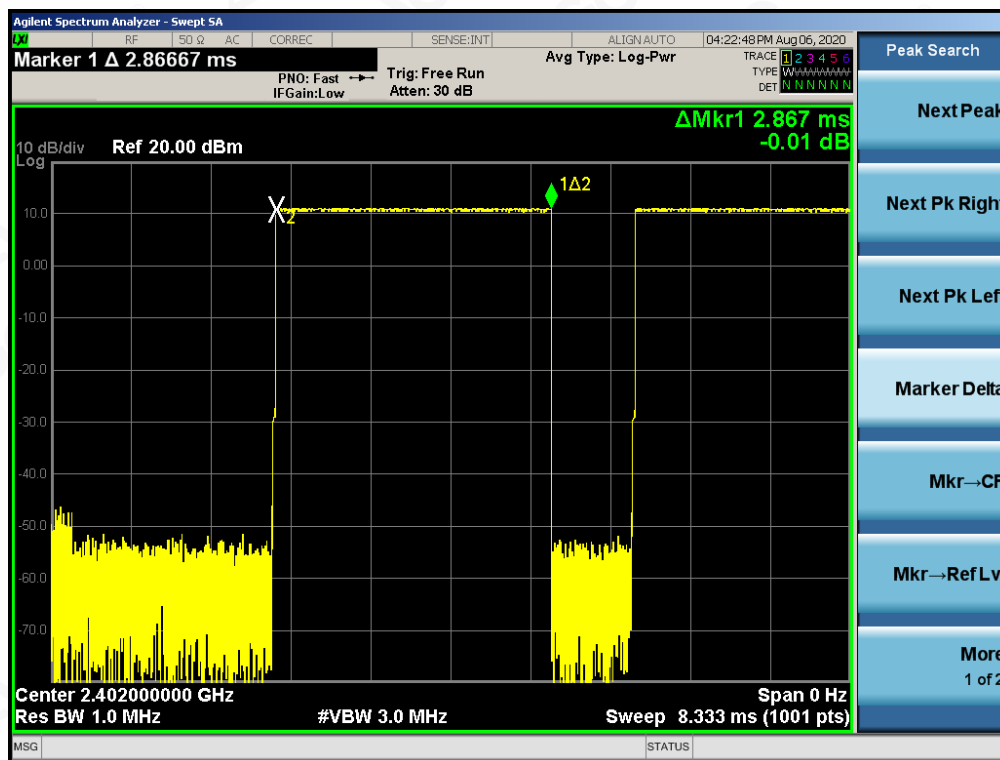 Agilent Spectrum Analyzer - Swept SA
LXI RF 50 Ω AC CORREC SENSE:INT ALIGN AUTO 04:22:48 PM Aug 06, 2020
Marker 1 Δ 2.86667 ms
PNO: Fast
IFGain:Low
Trig: Free Run
Atten: 30 dB
Avg Type: Log-Pwr
TRACE 1 2 3 4 5 6
TYPE W
DET N N N N N N
Peak Search
ΔMkr1 2.867 ms
-0.01 dB
10 dB/div Ref 20.00 dBm
Log
1Δ2
2
10.0
0.00
-10.0
-20.0
-30.0
-40.0
-50.0
-60.0
-70.0
Center 2.402000000 GHz Span 0 Hz
Res BW 1.0 MHz #VBW 3.0 MHz Sweep 8.333 ms (1001 pts)
MSG STATUS
Next Peak
Next Pk Right
Next Pk Lef
Marker Delta
Mkr→CF
Mkr→Ref Lv
More
1 of 2